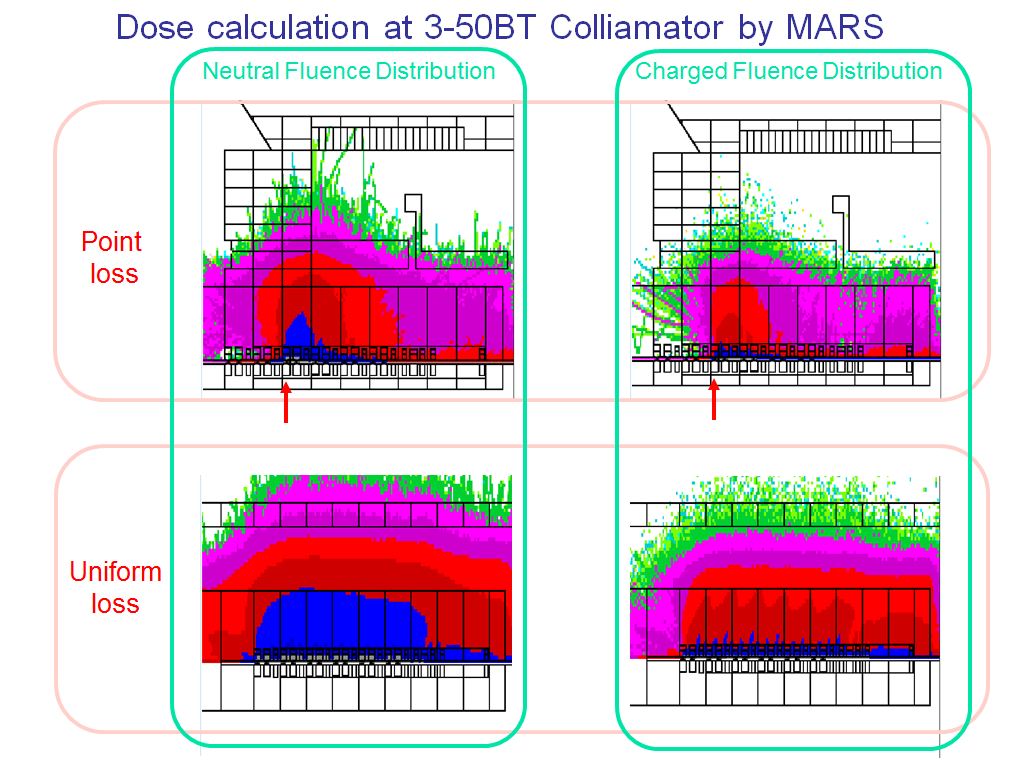 Dose calculation at 3-50BT Colliamator by MARS
Neutral Fluence Distribution
Charged Fluence Distribution
Point
loss
Uniform
loss